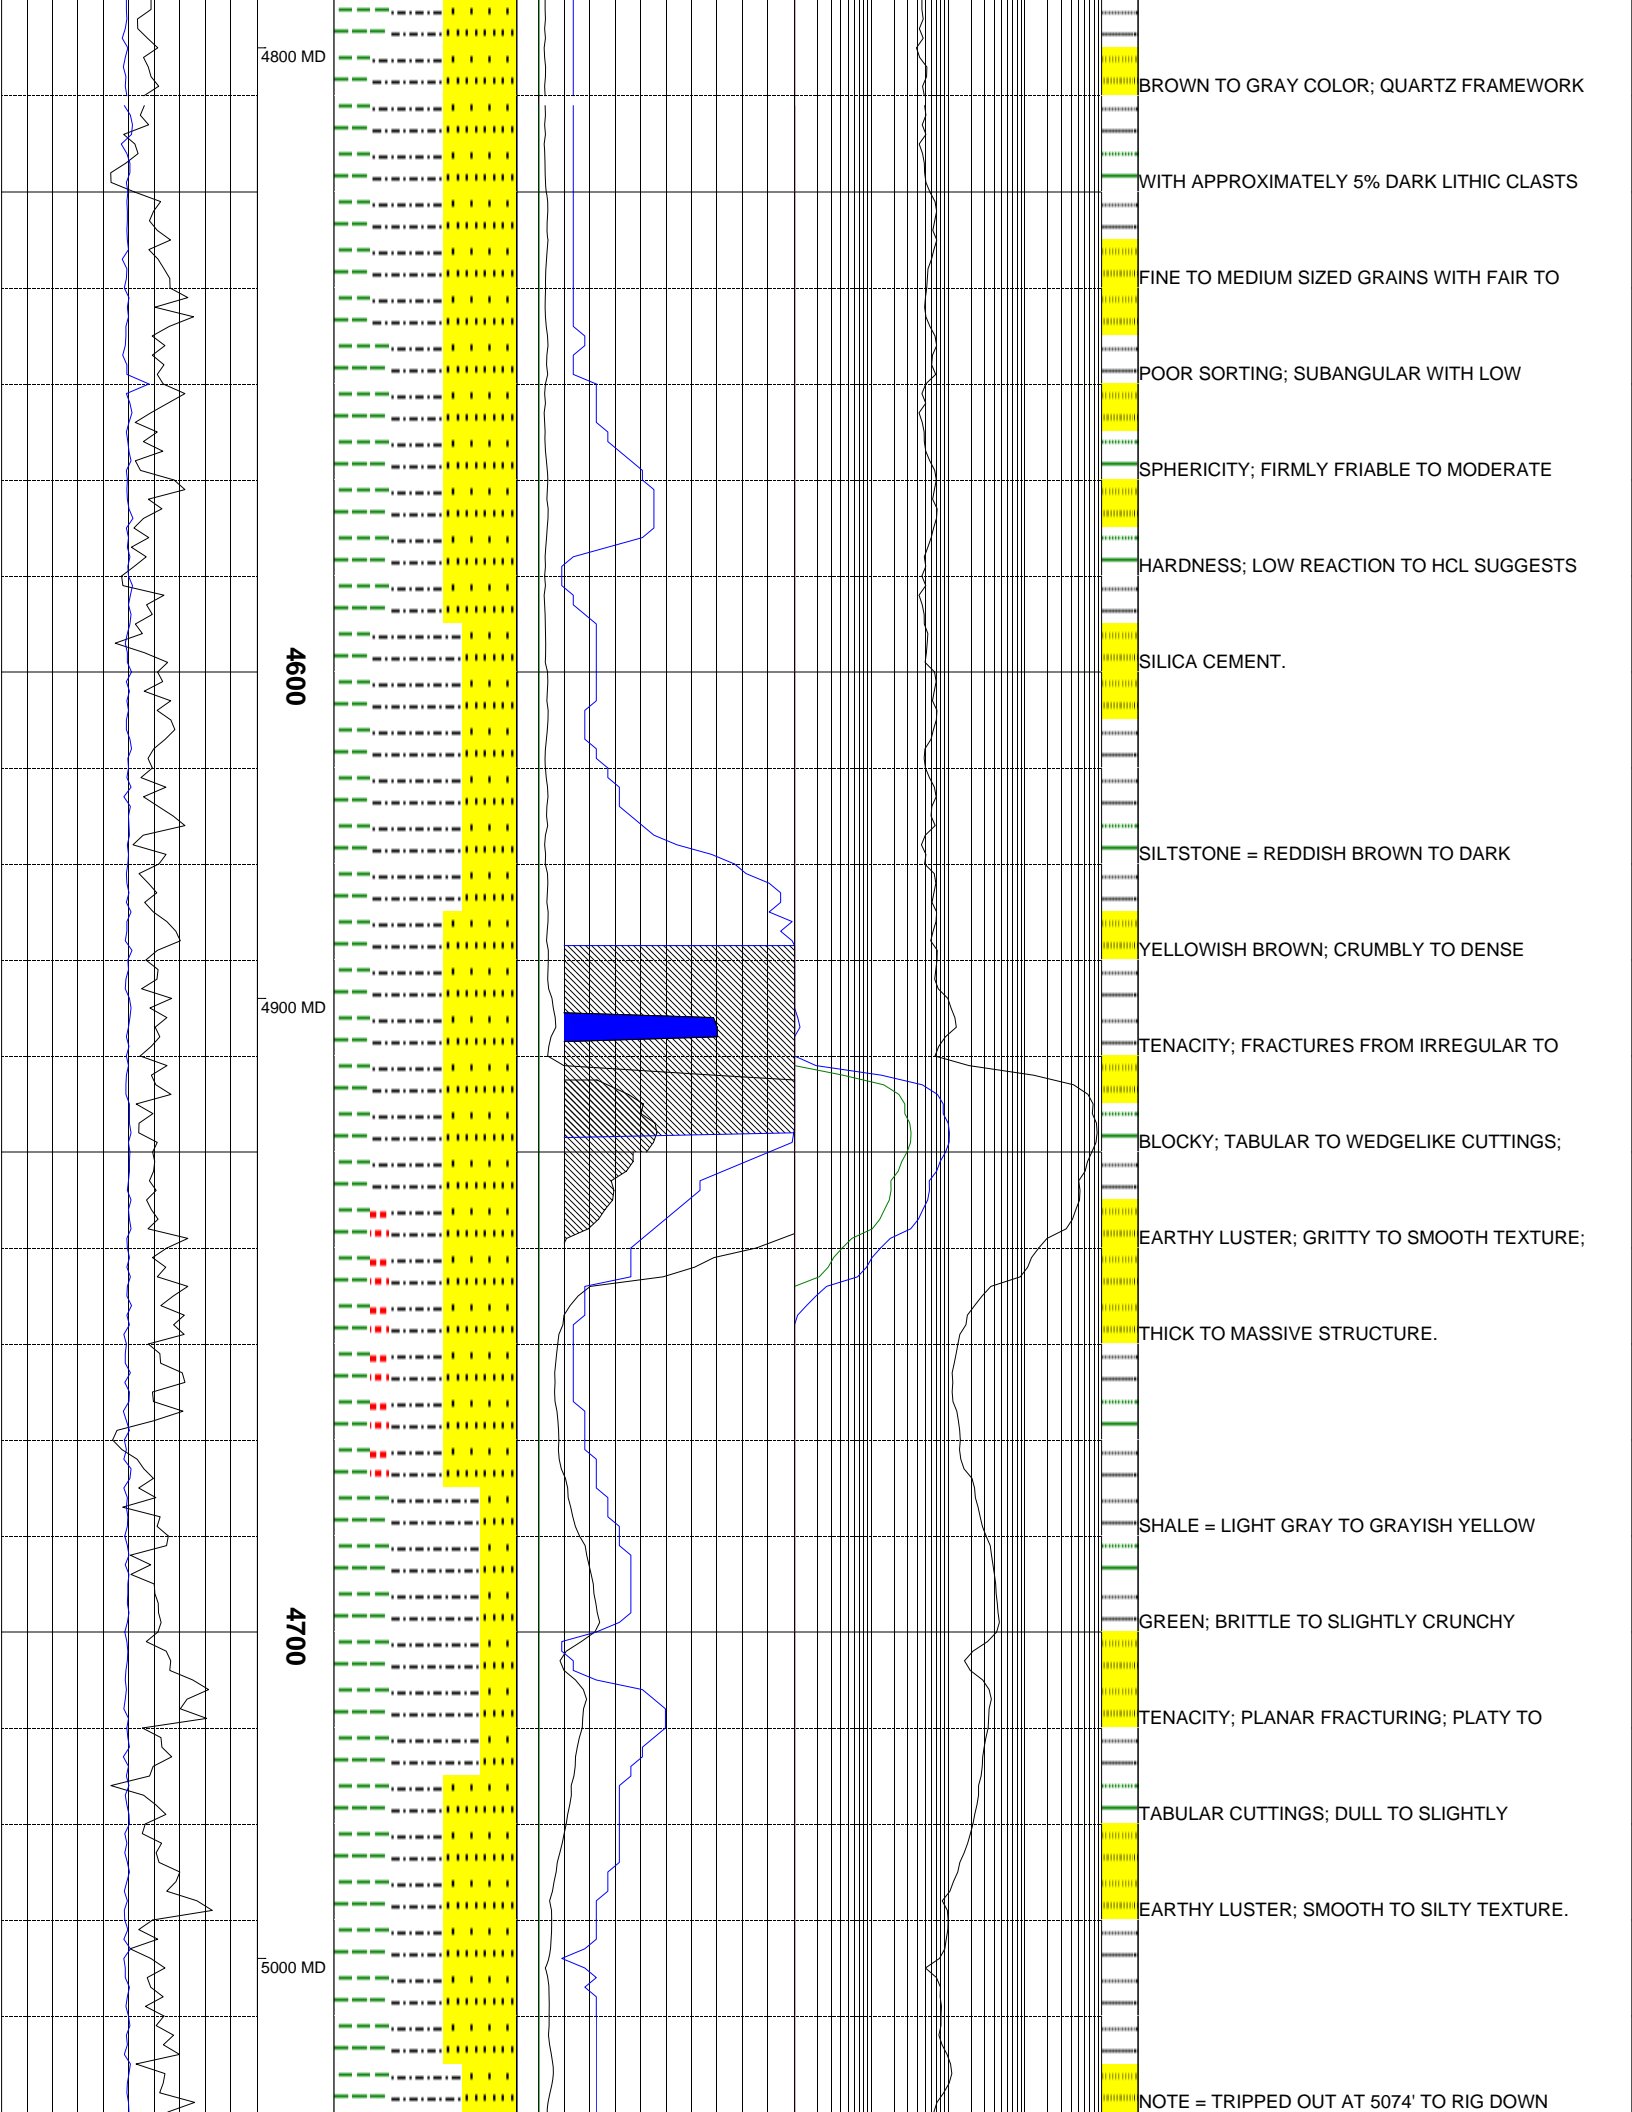 4800 MD
BROWN TO GRAY COLOR; QUARTZ FRAMEWORK
WITH APPROXIMATELY 5% DARK LITHIC CLASTS
FINE TO MEDIUM SIZED GRAINS WITH FAIR TO
POOR SORTING; SUBANGULAR WITH LOW
SPHERICITY; FIRMLY FRIABLE TO MODERATE
HARDNESS; LOW REACTION TO HCL SUGGESTS
4600
SILICA CEMENT.
SILTSTONE = REDDISH BROWN TO DARK
YELLOWISH BROWN; CRUMBLY TO DENSE
4900 MD
TENACITY; FRACTURES FROM IRREGULAR TO
BLOCKY; TABULAR TO WEDGELIKE CUTTINGS;
EARTHY LUSTER; GRITTY TO SMOOTH TEXTURE;
THICK TO MASSIVE STRUCTURE.
SHALE = LIGHT GRAY TO GRAYISH YELLOW
4700
GREEN; BRITTLE TO SLIGHTLY CRUNCHY
TENACITY; PLANAR FRACTURING; PLATY TO
TABULAR CUTTINGS; DULL TO SLIGHTLY
EARTHY LUSTER; SMOOTH TO SILTY TEXTURE.
5000 MD
NOTE = TRIPPED OUT AT 5074' TO RIG DOWN